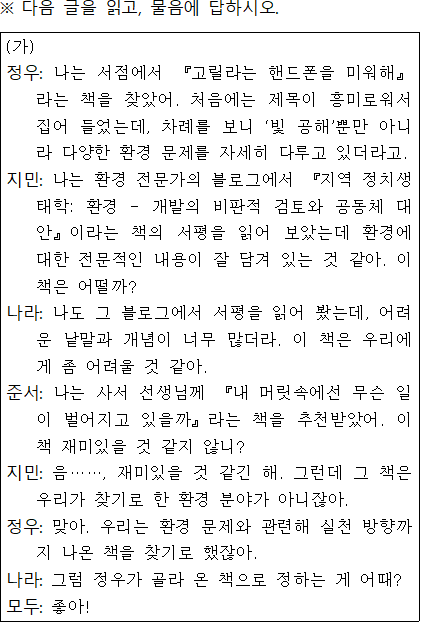 ※ 다음 글을 읽고, 물음에 답하시오.
(가)
정우: 나는 서점에서 『고릴라는 핸드폰을 미워해』
라는 책을 찾았어. 처음에는 제목이 흥미로워서
집어 들었는데, 차례를 보니 ‘빛 공해’뿐만 아니
라 다양한 환경 문제를 자세히 다루고 있더라고.
지민: 나는 환경 전문가의 블로그에서 『지역 정치생
태학: 환경 - 개발의 비판적 검토와 공동체 대
안』이라는 책의 서평을 읽어 보았는데 환경에
대한 전문적인 내용이 잘 담겨 있는 것 같아. 이
책은 어떨까?
나라: 나도 그 블로그에서 서평을 읽어 봤는데, 어려
운 낱말과 개념이 너무 많더라. 이 책은 우리에
게 좀 어려울 것 같아.
준서: 나는 사서 선생님께 『내 머릿속에선 무슨 일
이 벌어지고 있을까』라는 책을 추천받았어. 이
책 재미있을 것 같지 않니?
지민: 음……, 재미있을 것 같긴 해. 그런데 그 책은
우리가 찾기로 한 환경 분야가 아니잖아.
정우: 맞아. 우리는 환경 문제와 관련해 실천 방향까
지 나온 책을 찾기로 했잖아.
나라: 그럼 정우가 골라 온 책으로 정하는 게 어때?
모두: 좋아!